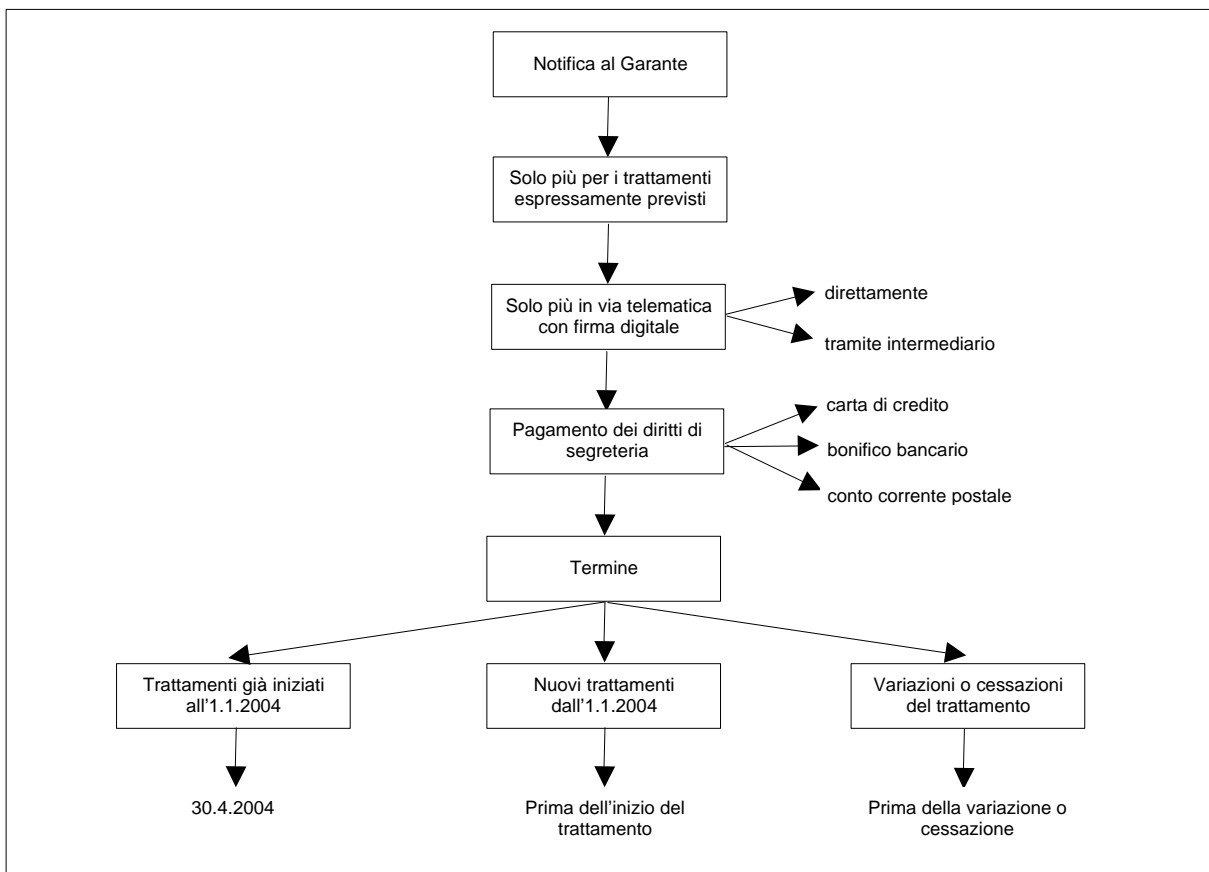 Notifica al Garante
Solo più per i trattamenti
espressamente previsti
Solo più in via telematica
con firma digitale
direttamente
tramite intermediario
Pagamento dei diritti di
segreteria
carta di credito
bonifico bancario
conto corrente postale
Termine
Trattamenti già iniziati
all'1.1.2004
Nuovi trattamenti
dall'1.1.2004
Variazioni o cessazioni
del trattamento
30.4.2004
Prima dell'inizio del
trattamento
Prima della variazione o
cessazione